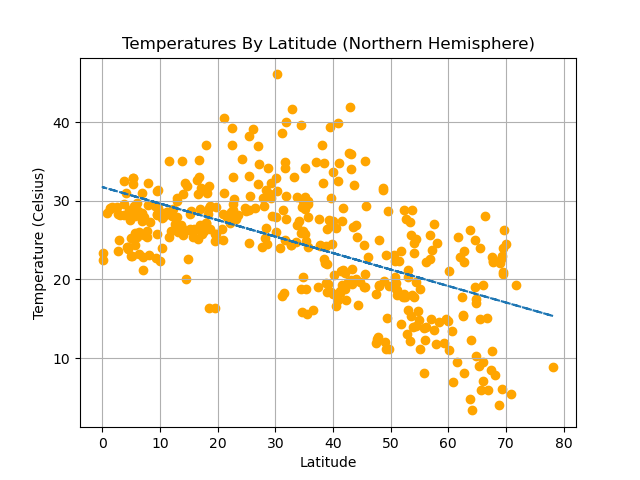 Temperatures By Latitude (Northern Hemisphere)
Temperature (Celsius)
40
30
20
10
0 10 20 30 40 50 60 70 80
Latitude